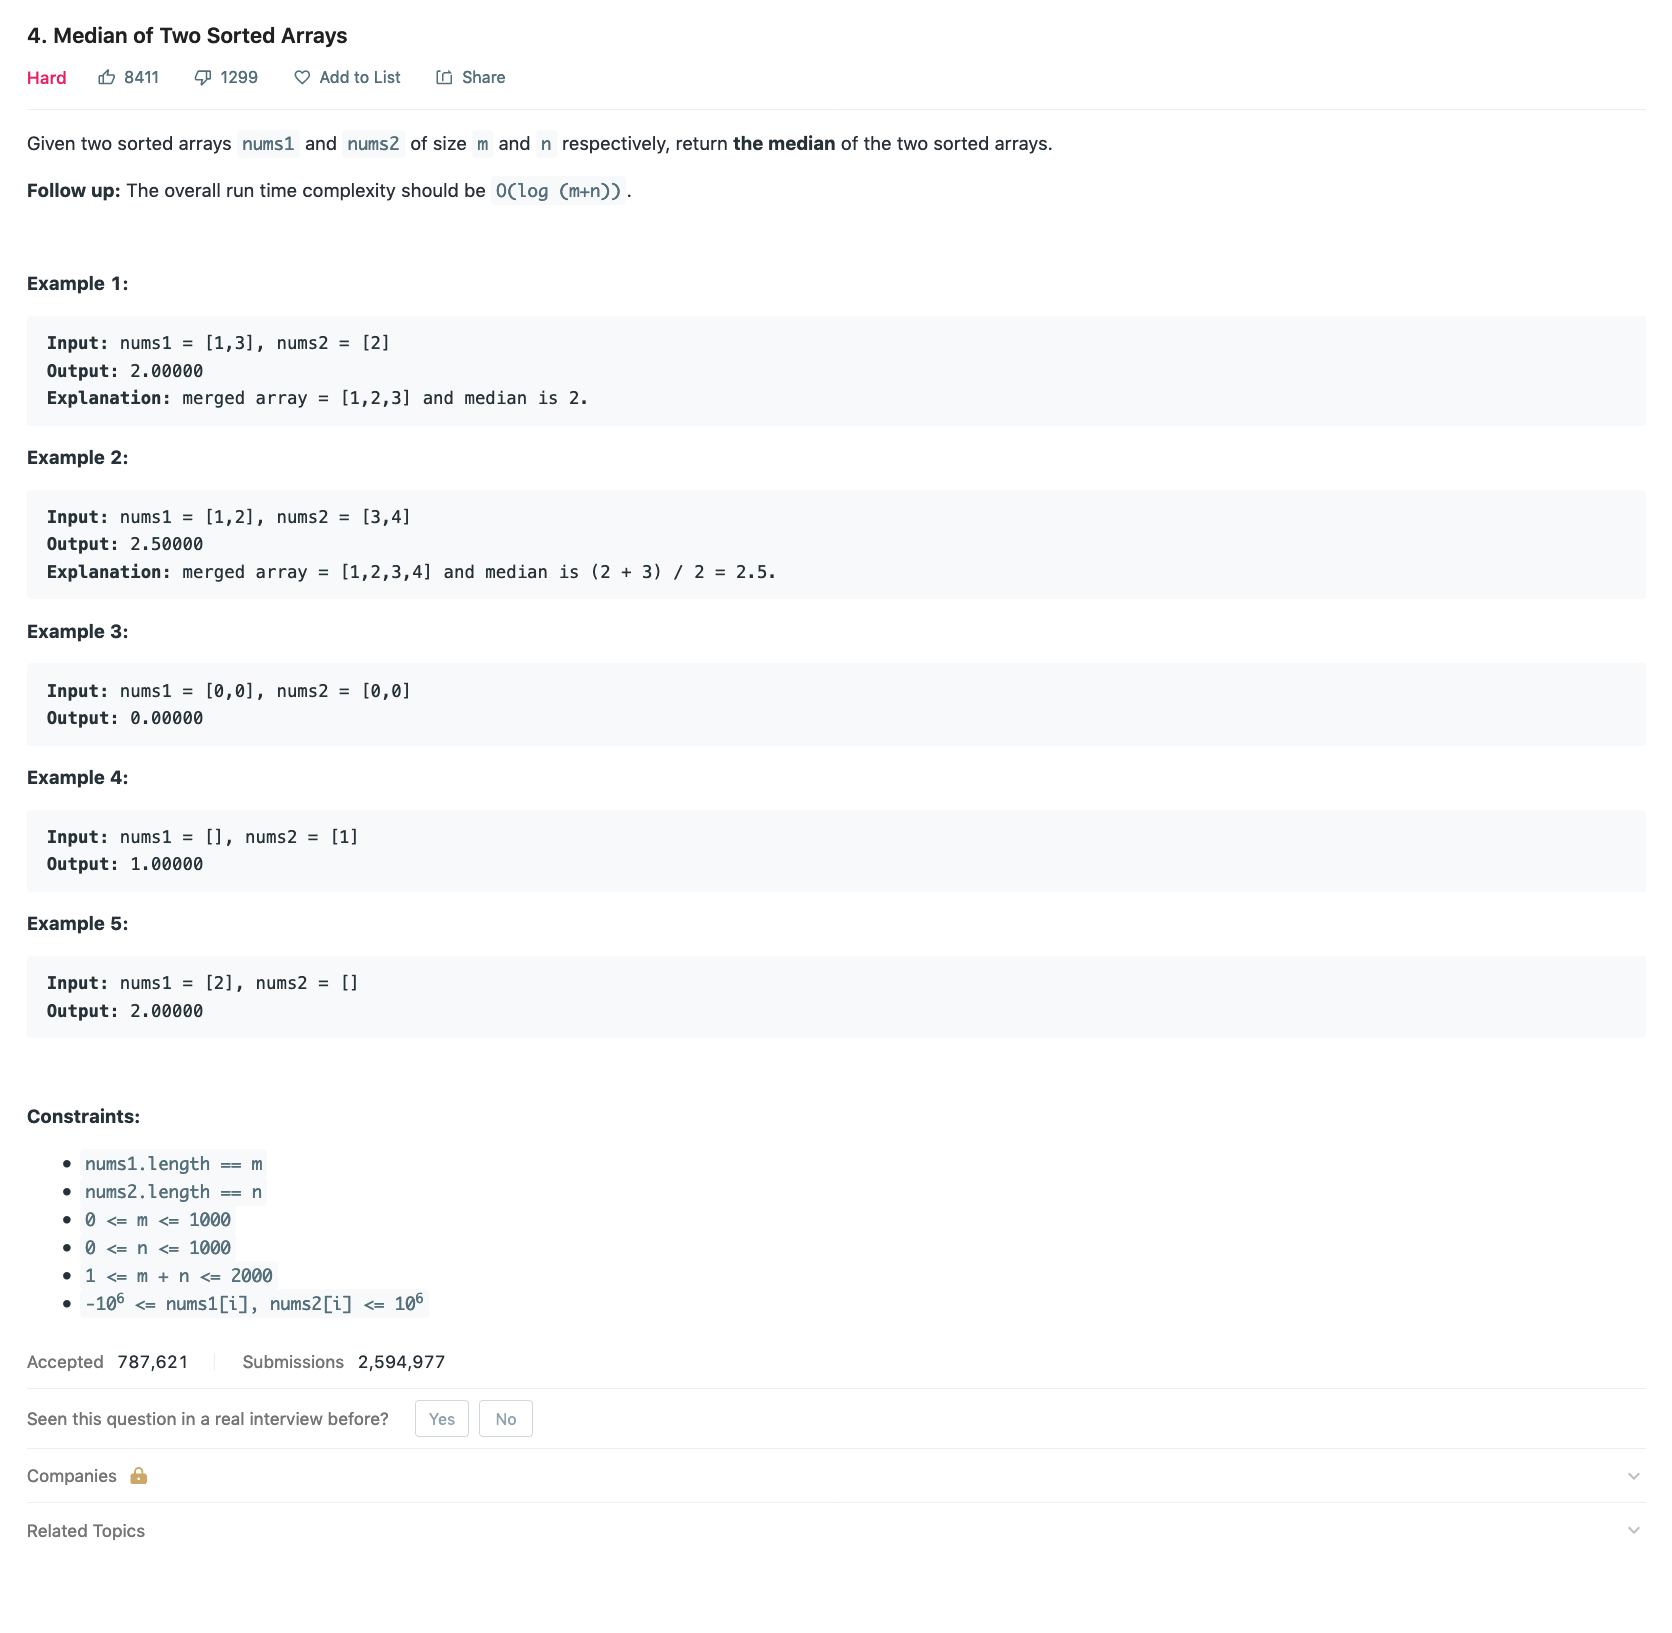 4. Median of Two Sorted Arrays
Hard 8411 1299 Add to List Share
Given two sorted arrays nums1 and nums2 of size m and n respectively, return the median of the two sorted arrays.
Follow up: The overall run time complexity should be O(log (m+n)).
Example 1:
Input: nums1 = [1,3], nums2 = [2]
Output: 2.00000
Explanation: merged array = [1,2,3] and median is 2.
Example 2:
Input: nums1 = [1,2], nums2 = [3,4]
Output: 2.50000
Explanation: merged array = [1,2,3,4] and median is (2 + 3) / 2 = 2.5.
Example 3:
Input: nums1 = [0,0], nums2 = [0,0]
Output: 0.00000
Example 4:
Input: nums1 = [], nums2 = [1]
Output: 1.00000
Example 5:
Input: nums1 = [2], nums2 = []
Output: 2.00000
Constraints:
• nums1.length == m
• nums2.length == n
• 0 <= m <= 1000
• 0 <= n <= 1000
• 1 <= m + n <= 2000
• -10⁶ <= nums1[i], nums2[i] <= 10⁶
Accepted 787,621 Submissions 2,594,977
Seen this question in a real interview before? Yes No
Companies
Related Topics